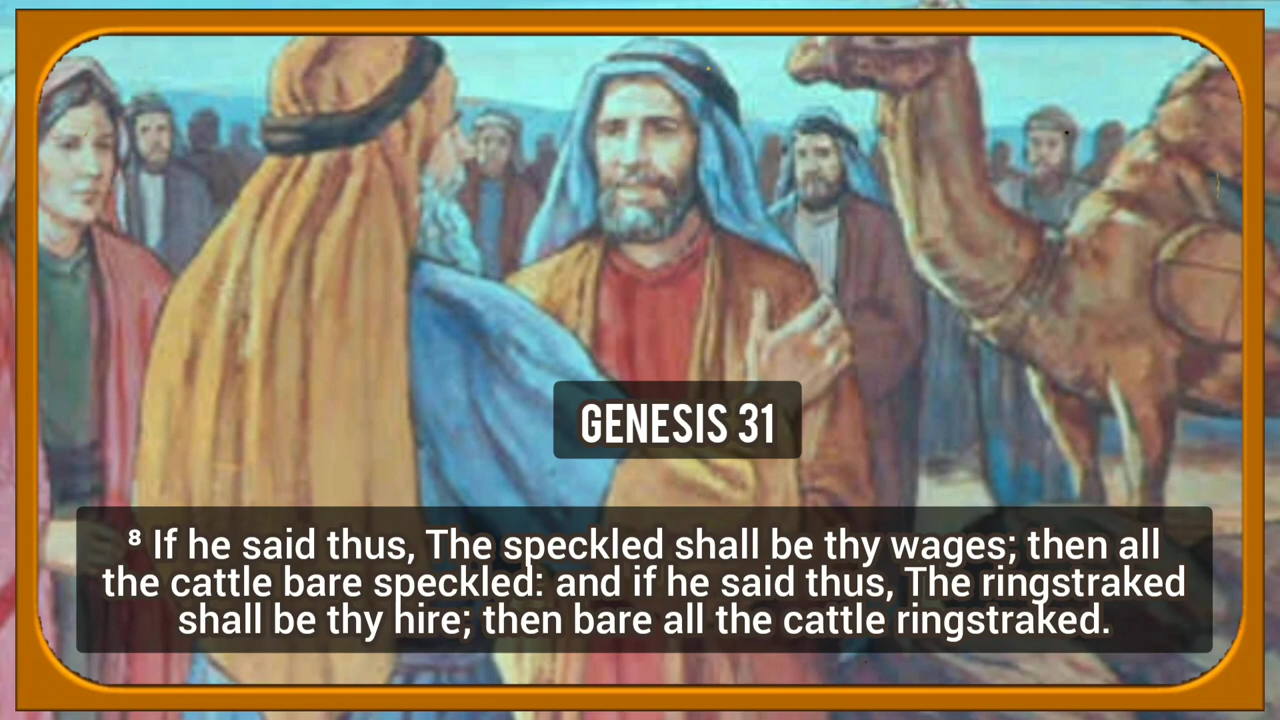 GENESIS 31
⁸ If he said thus, The speckled shall be thy wages; then all
the cattle bare speckled: and if he said thus, The ringstraked
shall be thy hire; then bare all the cattle ringstraked.